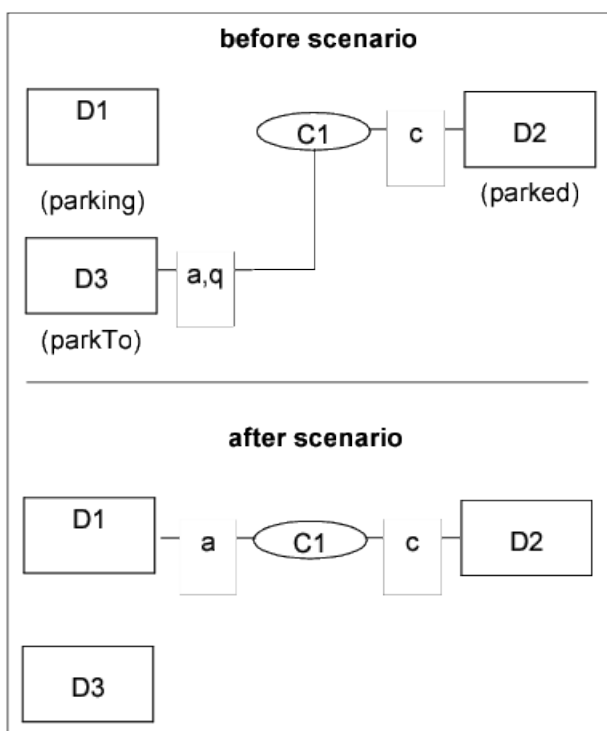 before scenario
D1
C1 c D2
(parking)
(parked)
D3 a,q
(parkTo)
after scenario
D1
a C1 c D2
D3